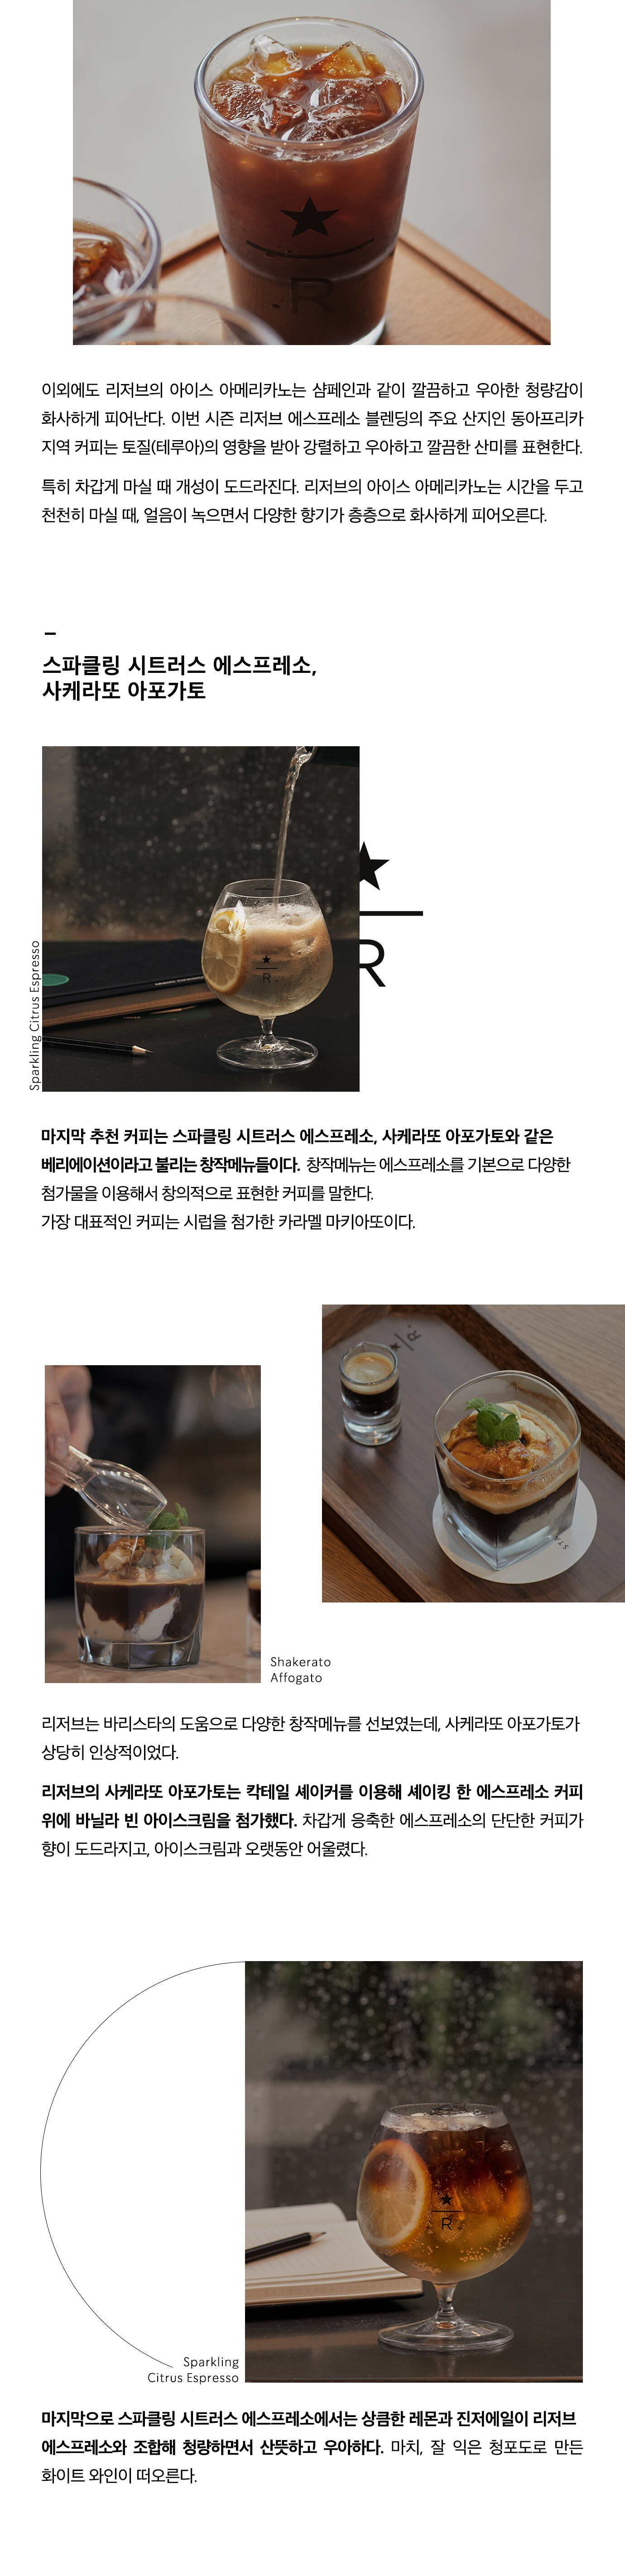 R
이외에도 리저브의 아이스 아메리카노는 샴페인과 같이 깔끔하고 우아한 청량감이
화사하게 피어난다. 이번 시즌 리저브 에스프레소 블렌딩의 주요 산지인 동아프리카
지역 커피는 토질(테루아)의 영향을 받아 강렬하고 우아하고 깔끔한 산미를 표현한다.
특히 차갑게 마실 때 개성이 도드라진다. 리저브의 아이스 아메리카노는 시간을 두고
천천히 마실 때, 얼음이 녹으면서 다양한 향기가 층층으로 화사하게 피어오른다.
스파클링 시트러스 에스프레소,
사케라또 아포가토
R
R
Sparkling Citrus Espresso
마지막 추천 커피는 스파클링 시트러스 에스프레소, 사케라또 아포가토와 같은
베리에이션이라고 불리는 창작메뉴들이다. 창작메뉴는 에스프레소를 기본으로 다양한
첨가물을 이용해서 창의적으로 표현한 커피를 말한다.
가장 대표적인 커피는 시럽을 첨가한 카라멜 마키아또이다.
R
Shakerato
Affogato
리저브는 바리스타의 도움으로 다양한 창작메뉴를 선보였는데, 사케라또 아포가토가
상당히 인상적이었다.
리저브의 사케라또 아포가토는 칵테일 셰이커를 이용해 셰이킹 한 에스프레소 커피
위에 바닐라 빈 아이스크림을 첨가했다. 차갑게 응축한 에스프레소의 단단한 커피가
향이 도드라지고, 아이스크림과 오랫동안 어울렸다.
R
Sparkling
Citrus Espresso
마지막으로 스파클링 시트러스 에스프레소에서는 상큼한 레몬과 진저에일이 리저브
에스프레소와 조합해 청량하면서 산뜻하고 우아하다. 마치, 잘 익은 청포도로 만든
화이트 와인이 떠오른다.